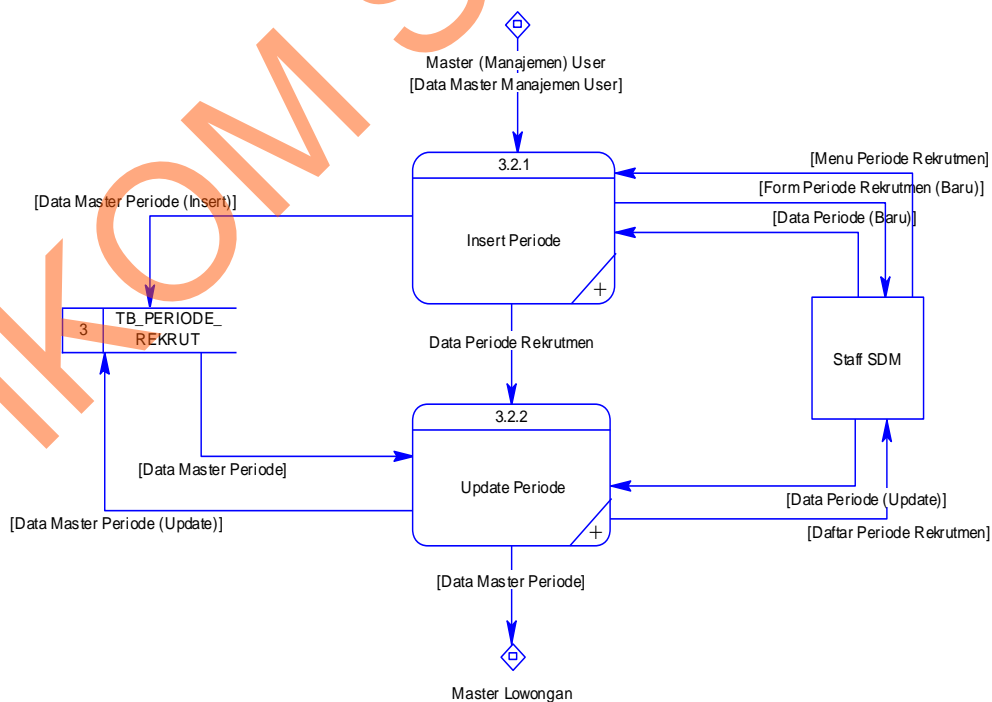 Master (Manajemen) User
[Data Master Manajemen User]
3.2.1
[Menu Periode Rekrutmen]
[Form Periode Rekrutmen (Baru)]
[Data Master Periode (Insert)]
[Data Periode (Baru)]
Insert Periode
+
3
TB_PERIODE_
REKRUT
Data Periode Rekrutmen
Staff SDM
3.2.2
[Data Master Periode]
Update Periode
[Data Periode (Update)]
[Data Master Periode (Update)]
+
[Daftar Periode Rekrutmen]
[Data Master Periode]
Master Lowongan
IKOM S